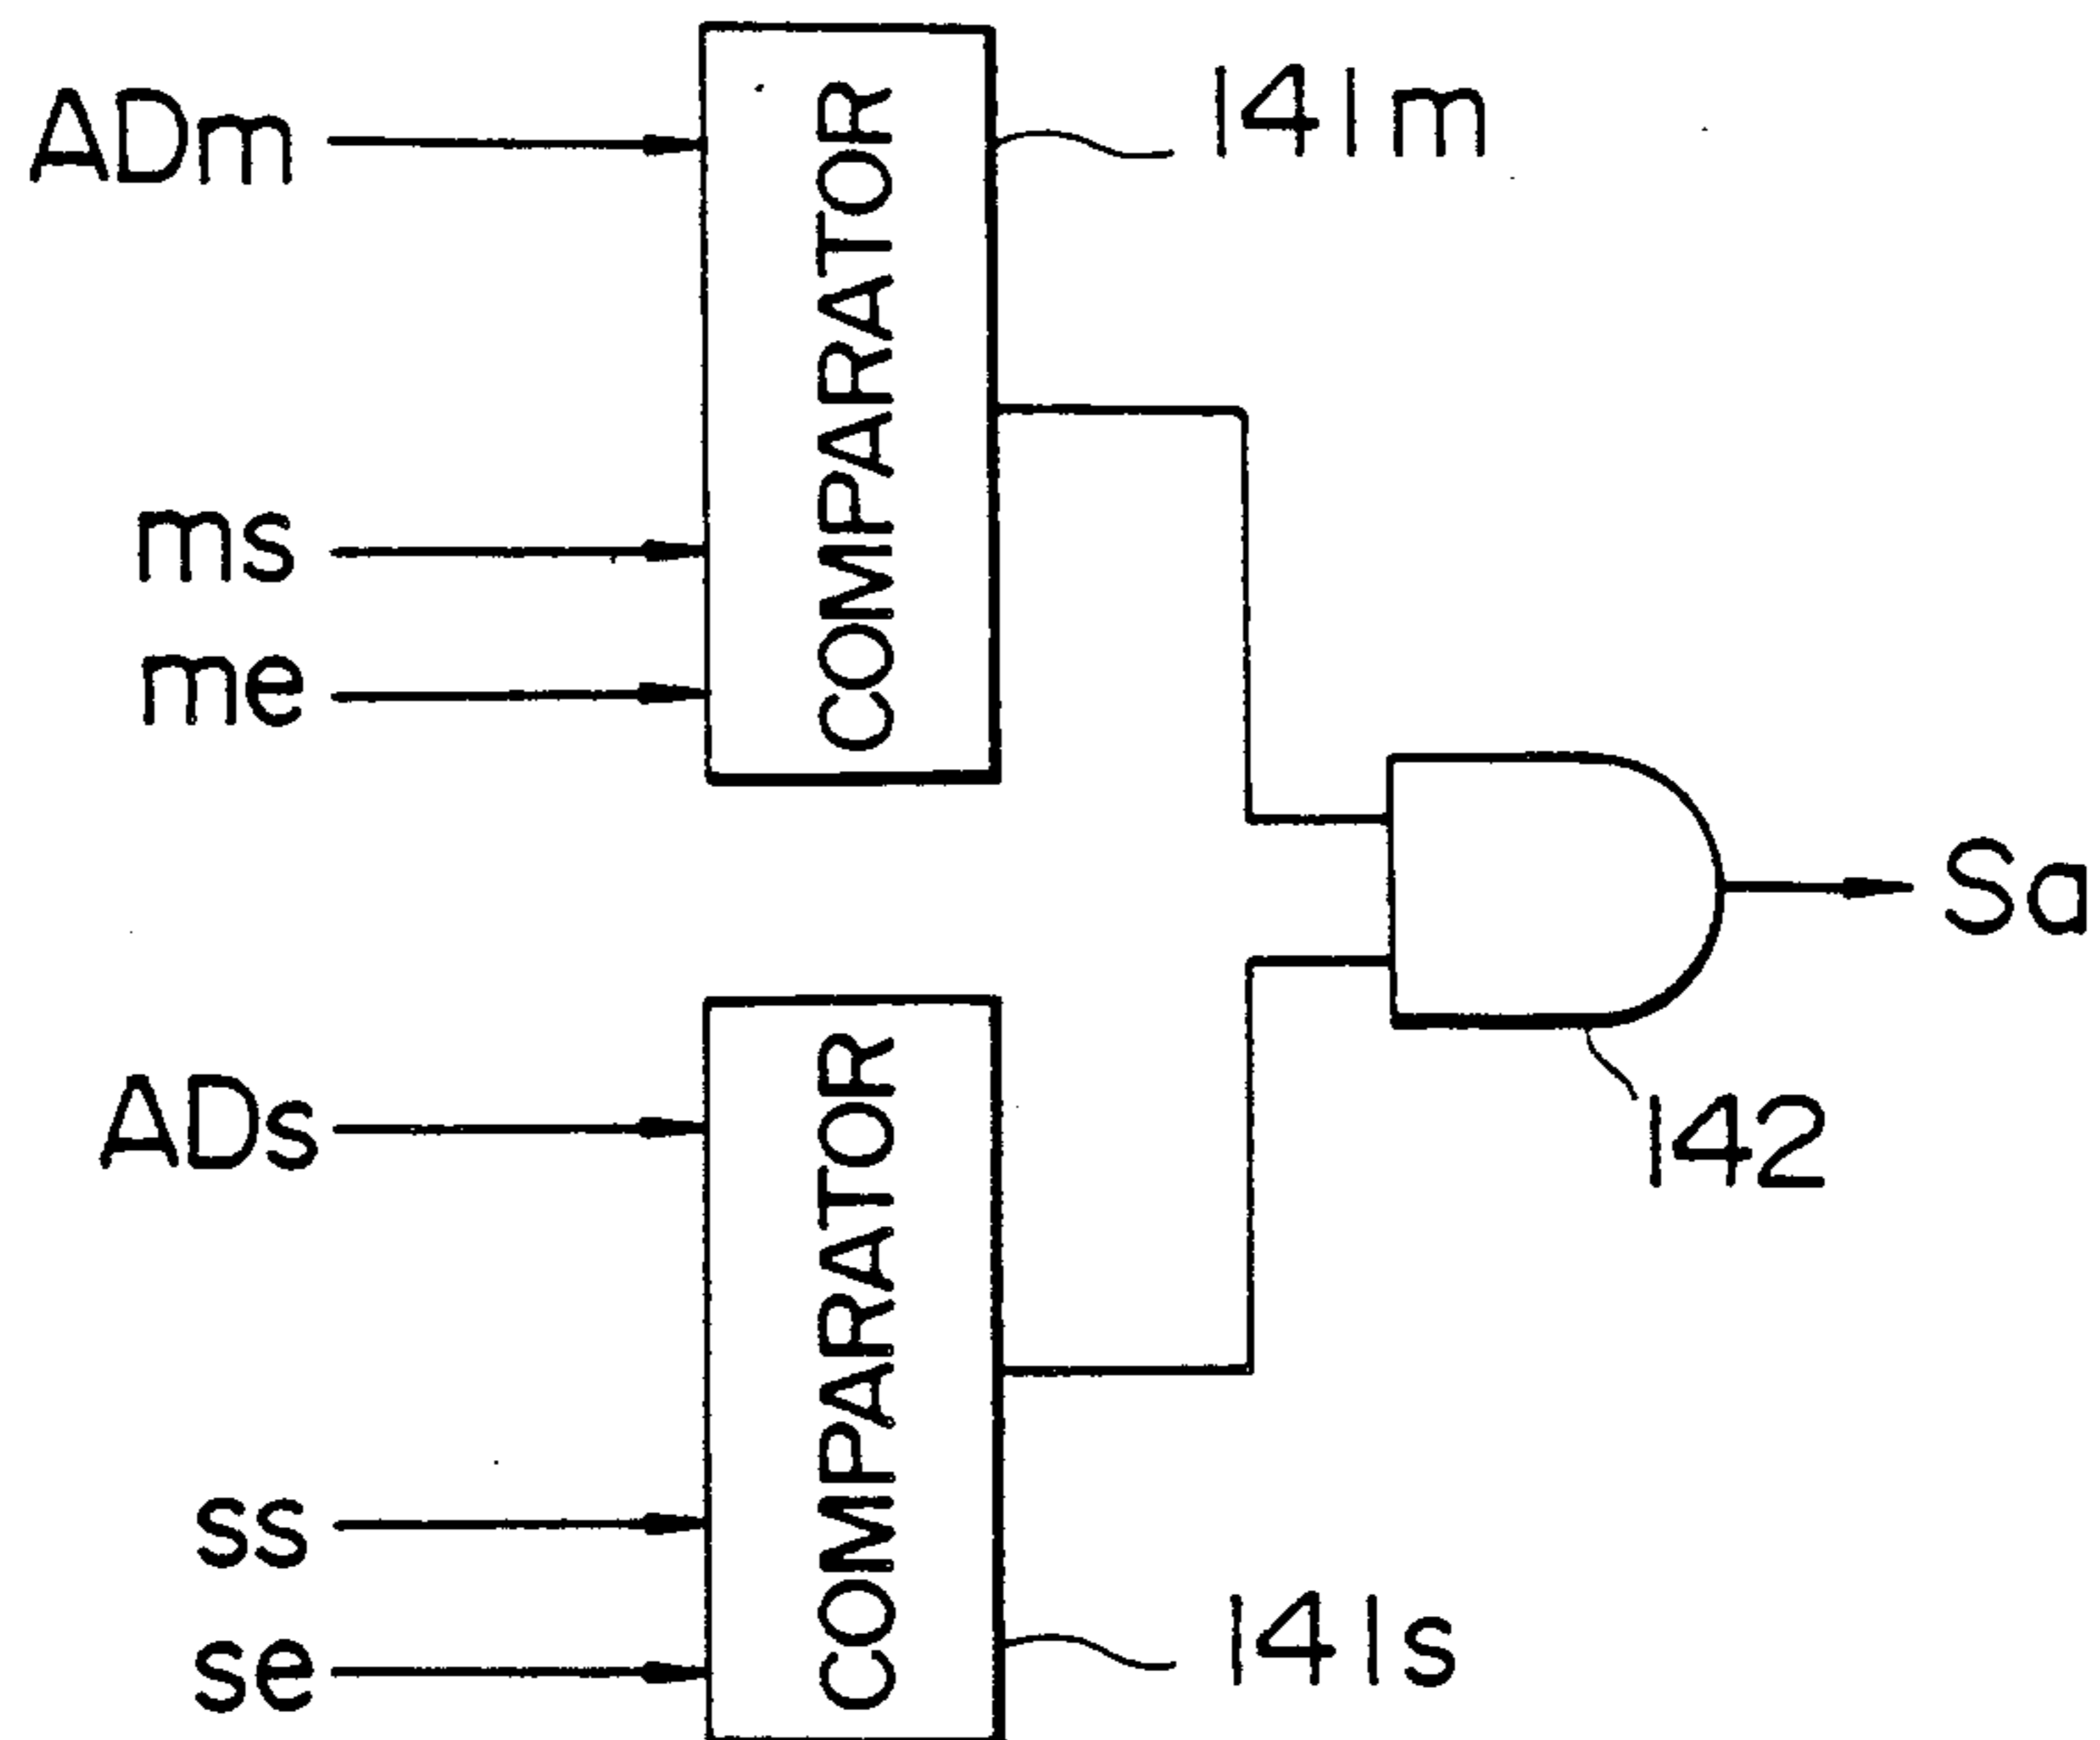 ADm
COMPARATOR
141m
ms
me
Sa
142
ADs
COMPARATOR
ss
se
141s